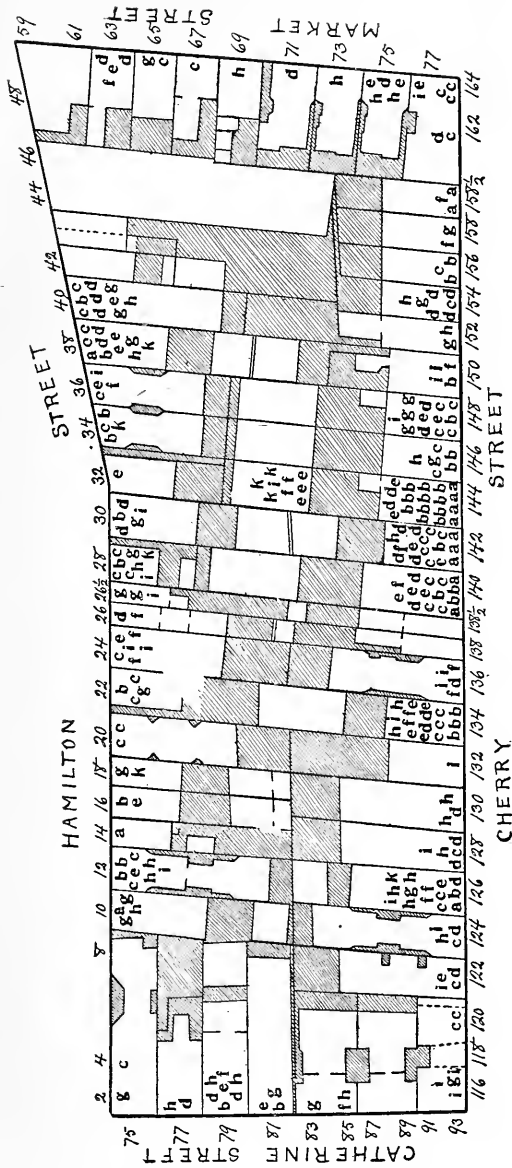 HAMILTON STREET
2 4 8 10 12 14 16 18 20 22 24 26 26½ 28 30 32 34 36 38 40 42 44 46 48
MARKET STREET
59
61
63
65
67
69
71
73
75
77
CATHERINE STREET
75
77
79
81
83
85
87
89
91
93
CHERRY STREET
116 118 120 122 124 126 128 130 132 134 136 138 138½ 140 142 144 146 148 150 152 154 156 158 158½ 162 164
g c
h
d
d h
b e f
d h
e g
b g
g
f h
g a g
h g
b b
c e c
h h
i
a
b e
g k
c c
b c
c g c
c e
f i f
i
d f
f
g
g i
i
c b c
c g
h k
i
d b d
g i
e
b c b
k
c e i
f
a c c
b d d
e e
h g
k
c b c
d d d
d e g
g h
f d
e d
g
c
c
h
d
h
h e
d d
h e
i e
c
c c
d
c
k
k i k
f f
e e e
i
i g i
c c
i e
c d
h i
c d
i h k
h g h
f f
c c e
a b d
i
h
d c d
h
d h
i
h i h
e f f e
e d d e
c c c
b b b
i i
f d f
e f
d e d
c e c
c b c
a b b a
d f h d
d e d
c c c c
c b c
a a a
e d d e
b b b
b b b b
b b b b
a a a a
h
c g c
b b
i
g g g
d e d
c e c
c b c
i i
b f
g h
h g
d d
d c d
c
b b
f g
a f a